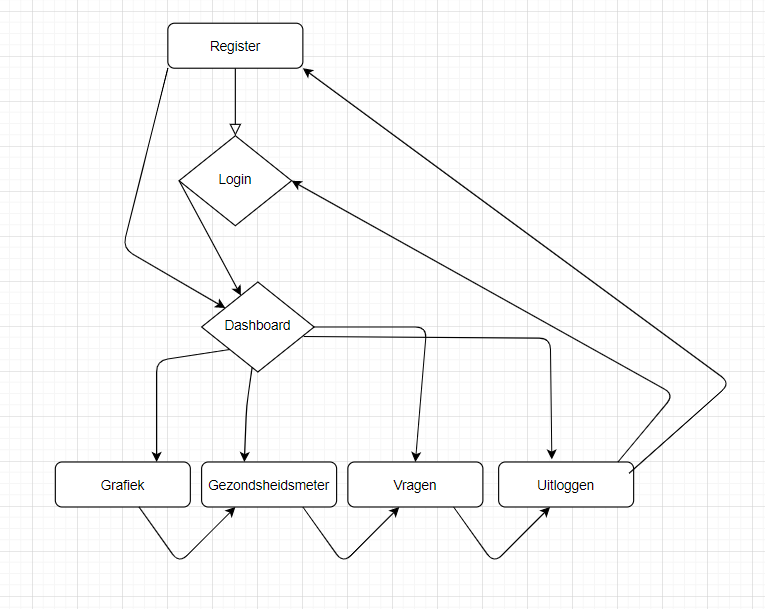 Register
Login
Dashboard
Grafiek
Gezondsheidsmeter
Vragen
Uitloggen